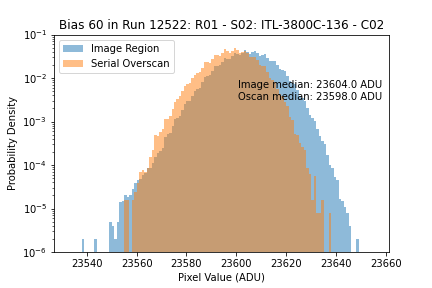 Bias 60 in Run 12522: R01 - S02: ITL-3800C-136 - C02
10⁻¹
10⁻²
10⁻³
10⁻⁴
10⁻⁵
10⁻⁶
Probability Density
Image Region
Serial Overscan
Image median: 23604.0 ADU
Oscan median: 23598.0 ADU
23540 23560 23580 23600 23620 23640 23660
Pixel Value (ADU)